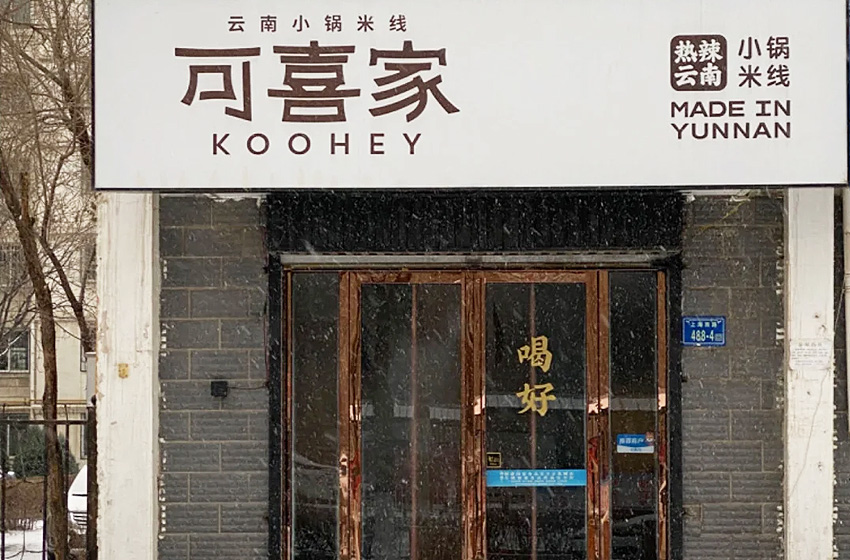 云南小锅米线
可喜家
KOOHEY
热辣
云南
小锅
米线
MADE IN
YUNNAN
喝
好
上海南路
488-4